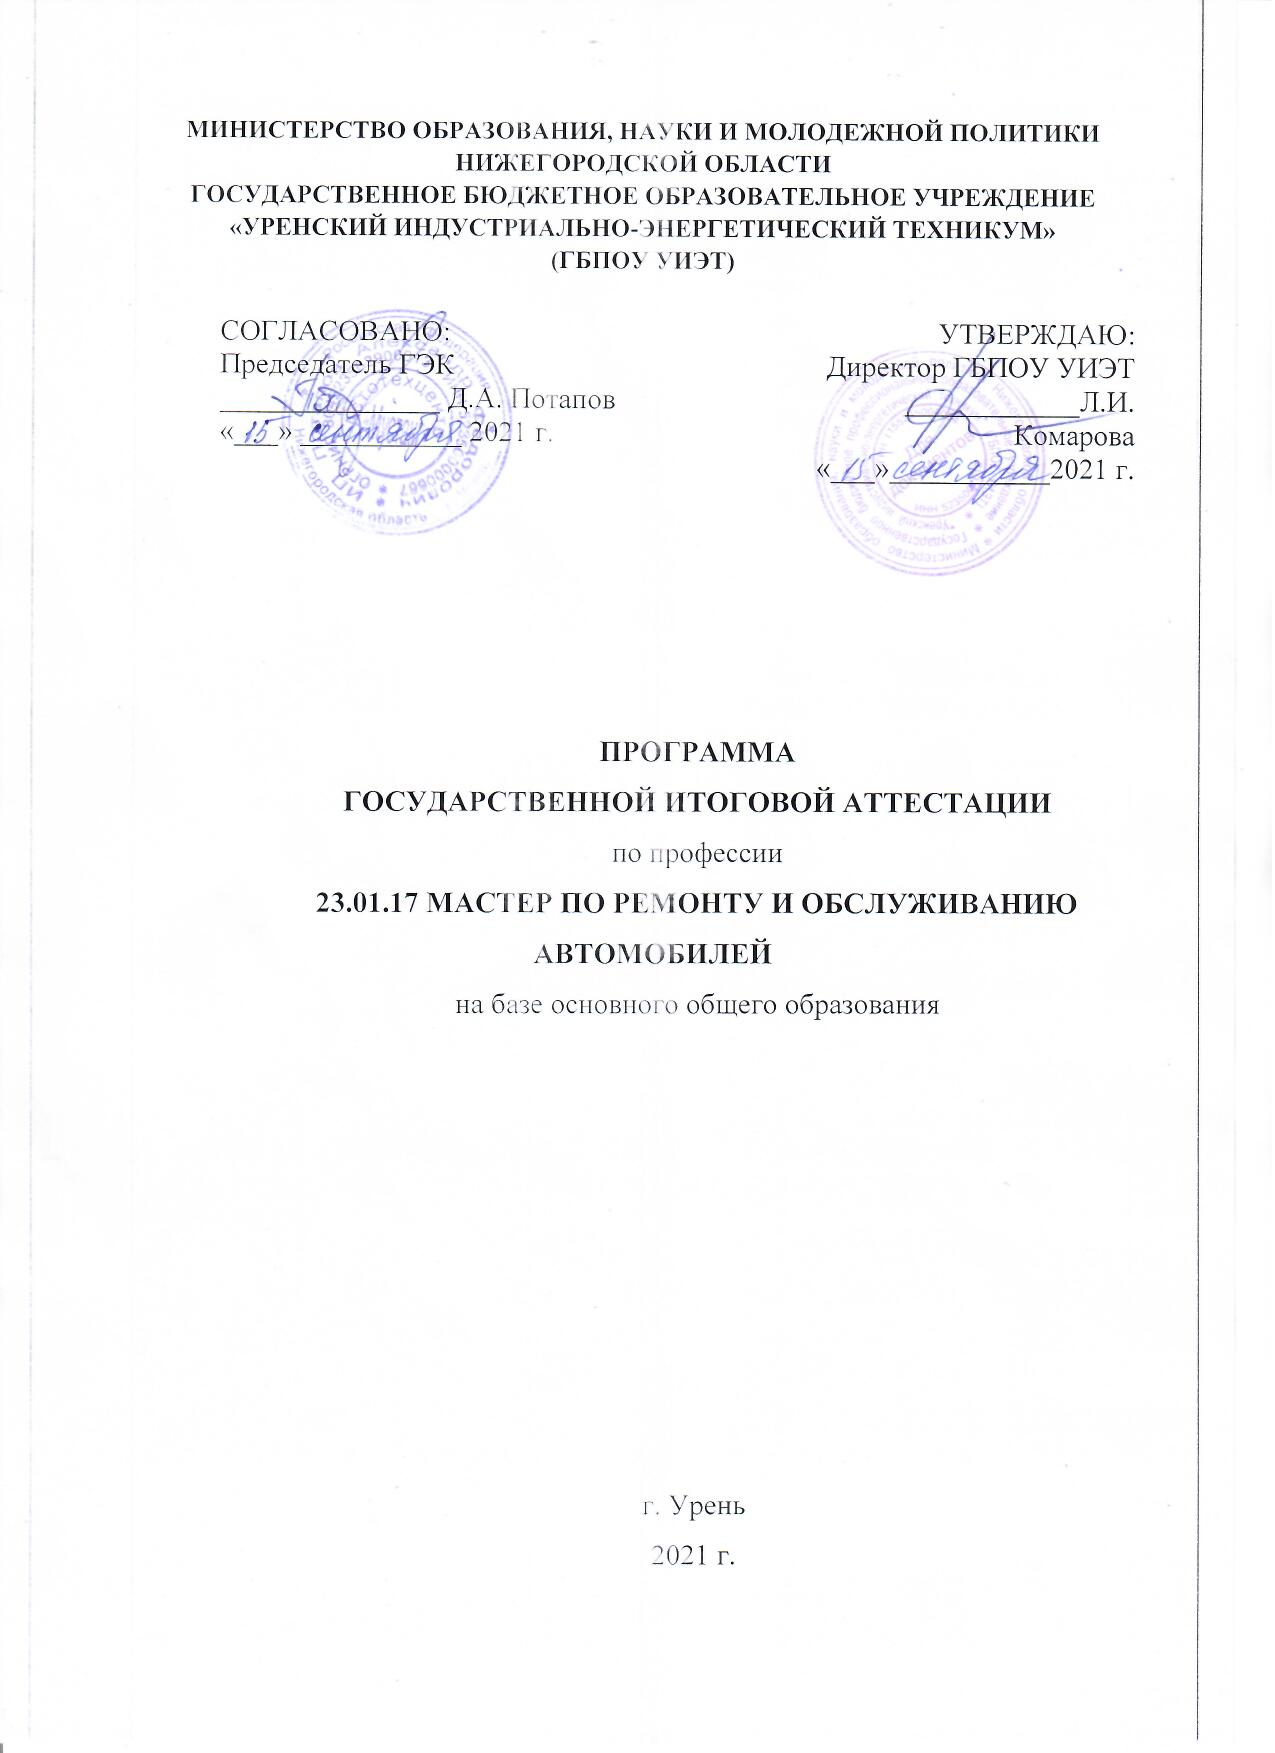 МИНИСТЕРСТВО ОБРАЗОВАНИЯ, НАУКИ И МОЛОДЕЖНОЙ ПОЛИТИКИ
НИЖЕГОРОДСКОЙ ОБЛАСТИ
ГОСУДАРСТВЕННОЕ БЮДЖЕТНОЕ ОБРАЗОВАТЕЛЬНОЕ УЧРЕЖДЕНИЕ
«УРЕНСКИЙ ИНДУСТРИАЛЬНО-ЭНЕРГЕТИЧЕСКИЙ ТЕХНИКУМ»
(ГБПОУ УИЭТ)
СОГЛАСОВАНО:
Председатель ГЭК
Д.А. Потапов
«15» сентября 2021 г.
УТВЕРЖДАЮ:
Директор ГБПОУ УИЭТ
Л.И.
Комарова
«15» сентября 2021 г.
ПРОГРАММА
ГОСУДАРСТВЕННОЙ ИТОГОВОЙ АТТЕСТАЦИИ
по профессии
23.01.17 МАСТЕР ПО РЕМОНТУ И ОБСЛУЖИВАНИЮ
АВТОМОБИЛЕЙ
на базе основного общего образования
г. Урень
2021 г.